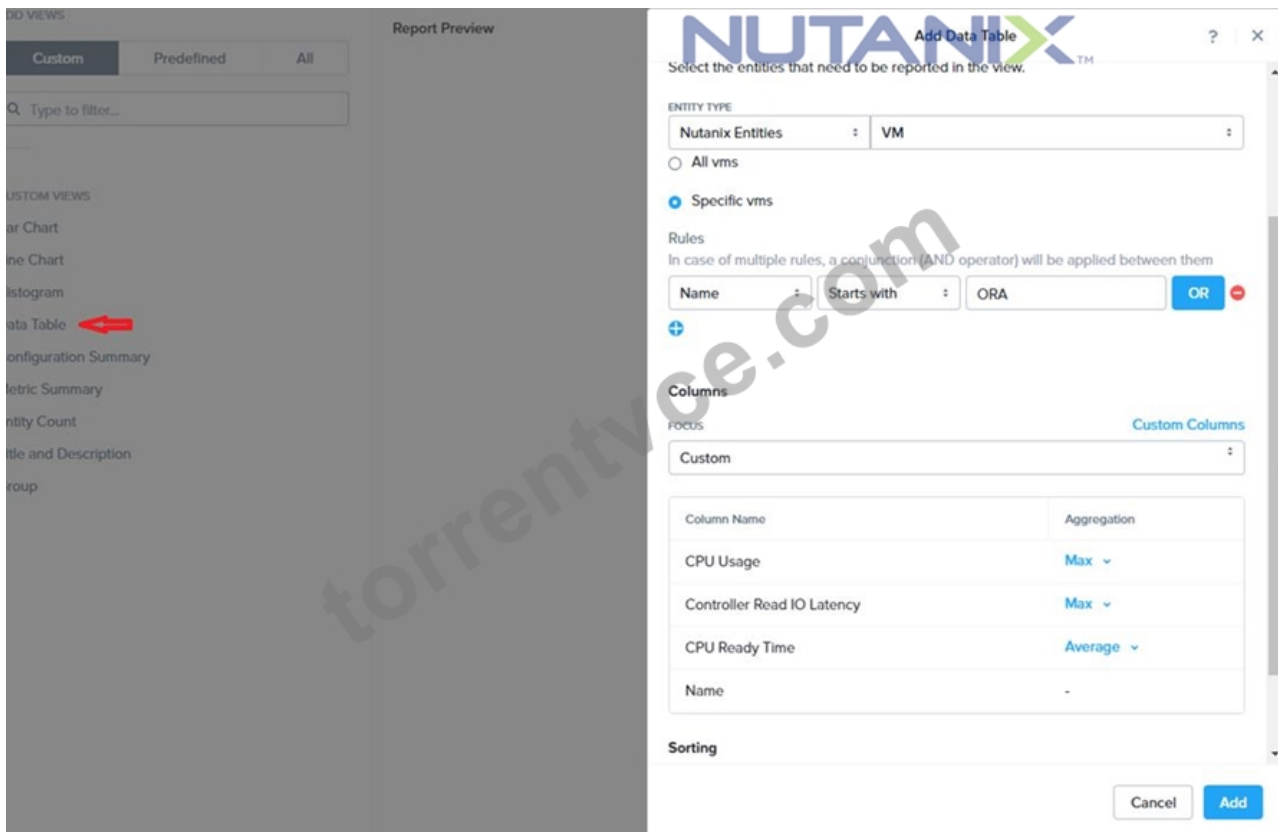 DD VIEWS
Custom Predefined All
Type to filter...
USTOM VIEWS
ar Chart
ine Chart
istogram
ata Table
onfiguration Summary
letric Summary
ntity Count
itle and Description
roup
Report Preview
NUTANIX TM
Add Data Table ?
Select the entities that need to be reported in the view.
ENTITY TYPE
Nutanix Entities VM
All vms
Specific vms
Rules
In case of multiple rules, a conjunction (AND operator) will be applied between them
Name Starts with ORA OR
Columns
FOCUS Custom Columns
Custom
Column Name Aggregation
CPU Usage Max
Controller Read IO Latency Max
CPU Ready Time Average
Name -
Sorting
Cancel Add
torrentvce.com